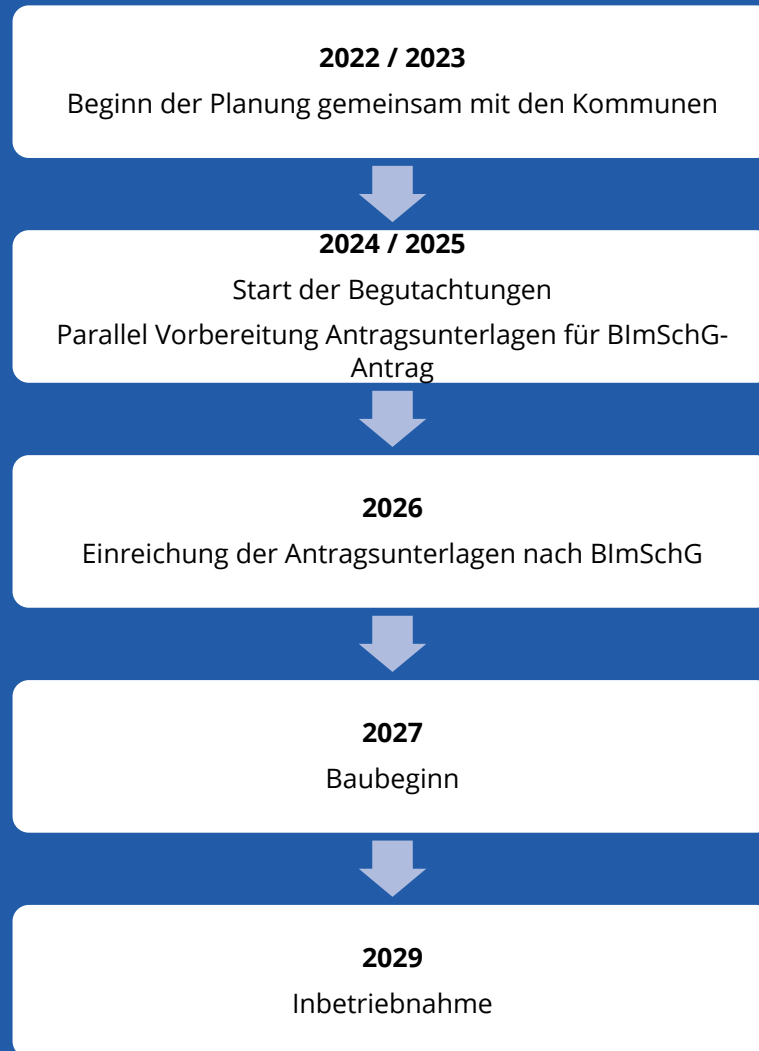 2022 / 2023
Beginn der Planung gemeinsam mit den Kommunen
2024 / 2025
Start der Begutachtungen
Parallel Vorbereitung Antragsunterlagen für BImSchG-
Antrag
2026
Einreichung der Antragsunterlagen nach BImSchG
2027
Baubeginn
2029
Inbetriebnahme